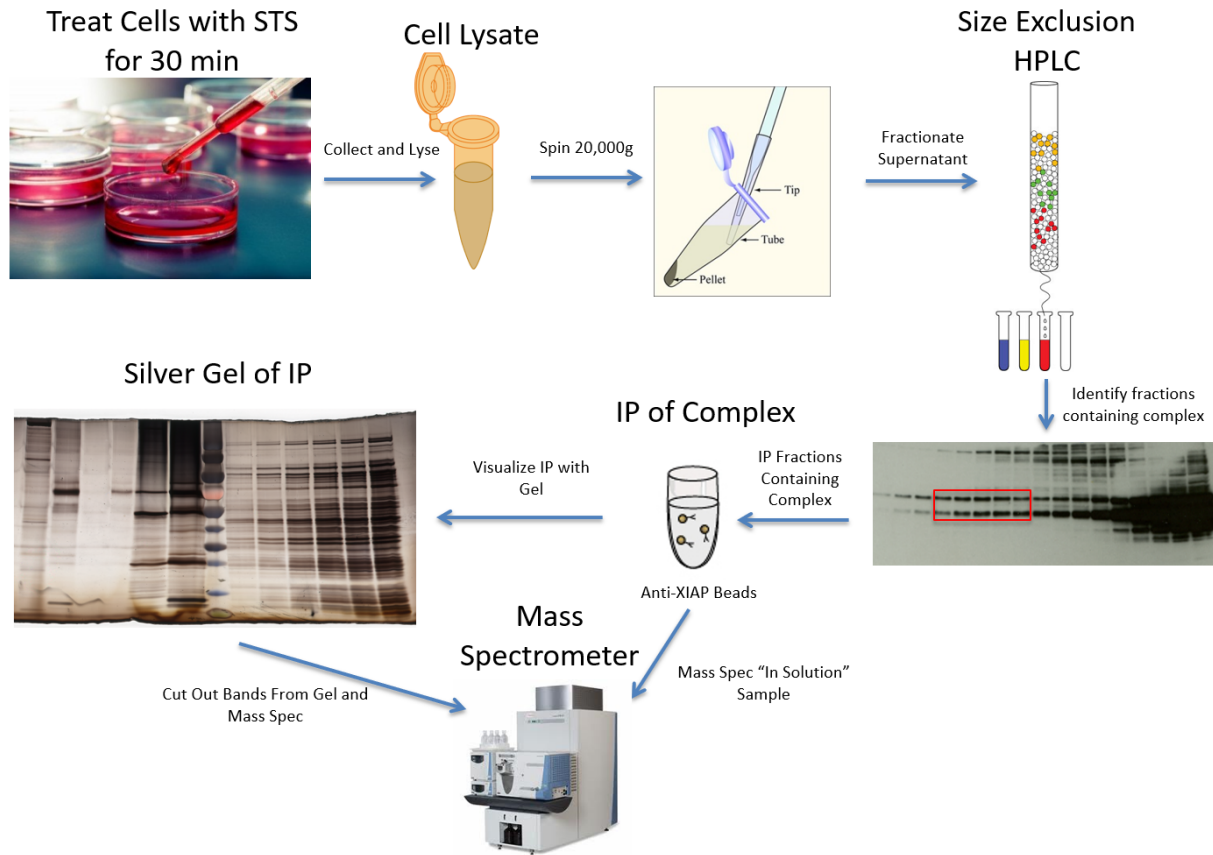 Treat Cells with STS
for 30 min
Collect and Lyse
Cell Lysate
Spin 20,000g
Tip
Tube
Pellet
Fractionate
Supernatant
Size Exclusion
HPLC
Identify fractions
containing complex
IP Fractions
Containing
Complex
IP of Complex
Anti-XIAP Beads
Visualize IP with
Gel
Silver Gel of IP
Cut Out Bands From Gel and
Mass Spec
Mass Spec “In Solution”
Sample
Mass
Spectrometer